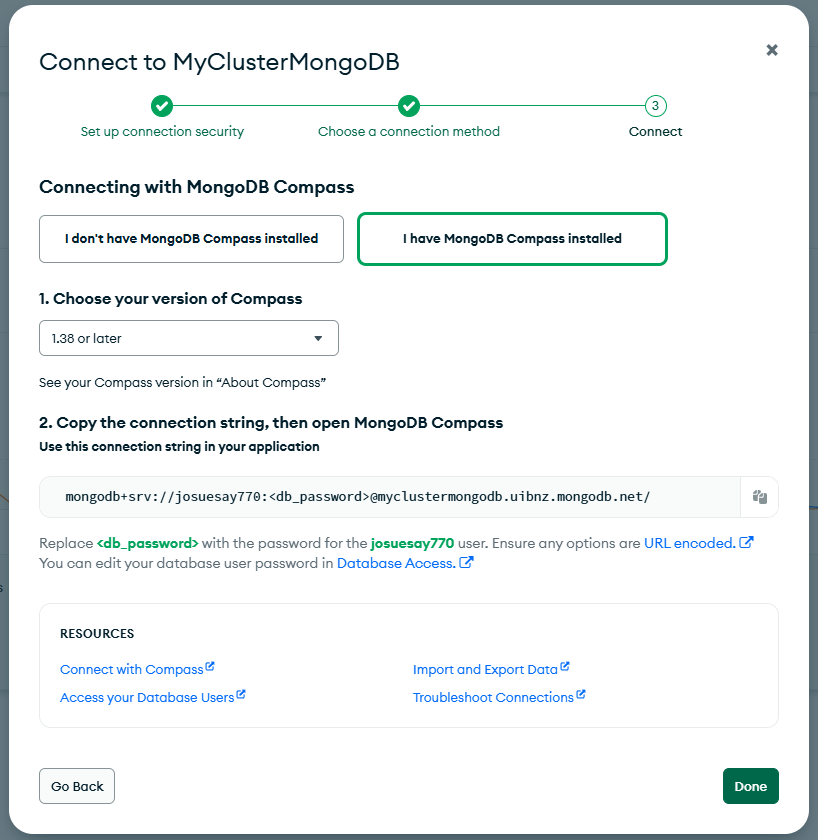 Connect to MyClusterMongoDB
Set up connection security
Choose a connection method
3
Connect
Connecting with MongoDB Compass
I don't have MongoDB Compass installed
I have MongoDB Compass installed
1. Choose your version of Compass
1.38 or later
See your Compass version in “About Compass”
2. Copy the connection string, then open MongoDB Compass
Use this connection string in your application
mongodb+srv://josuesay770:<db_password>@myclustermongodb.uibnz.mongodb.net/
Replace <db_password> with the password for the josuesay770 user. Ensure any options are URL encoded.
You can edit your database user password in Database Access.
RESOURCES
Connect with Compass
Import and Export Data
Access your Database Users
Troubleshoot Connections
Go Back
Done